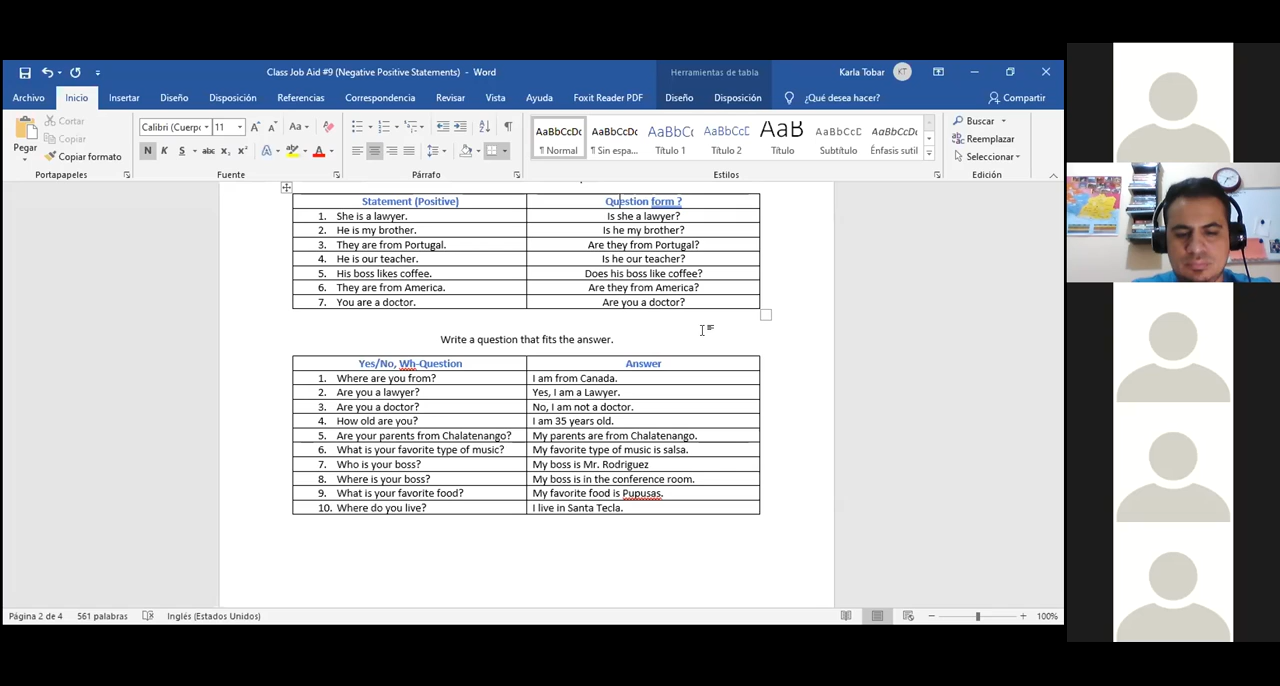 Class Job Aid #9 (Negative Positive Statements) - Word
Herramientas de tabla
Karla Tobar KT
Archivo Inicio Insertar Diseño Disposición Referencias Correspondencia Revisar Vista Ayuda Foxit Reader PDF Diseño Disposición ¿Qué desea hacer? Compartir
Pegar
Cortar
Copiar
Copiar formato
Portapapeles
Calibri (Cuerpo 11
Fuente
Párrafo
AaBbCcDc AaBbCcDc AaBbC AaBbCcD AaB AaBbCcD AaBbCcDc
¶ Normal ¶ Sin espa... Título 1 Título 2 Título Subtítulo Énfasis sutil
Estilos
Buscar
Reemplazar
Seleccionar
Edición
Statement (Positive) Question form ?
1. She is a lawyer. Is she a lawyer?
2. He is my brother. Is he my brother?
3. They are from Portugal. Are they from Portugal?
4. He is our teacher. Is he our teacher?
5. His boss likes coffee. Does his boss like coffee?
6. They are from America. Are they from America?
7. You are a doctor. Are you a doctor?
Write a question that fits the answer.
Yes/No, Wh-Question Answer
1. Where are you from? I am from Canada.
2. Are you a lawyer? Yes, I am a Lawyer.
3. Are you a doctor? No, I am not a doctor.
4. How old are you? I am 35 years old.
5. Are your parents from Chalatenango? My parents are from Chalatenango.
6. What is your favorite type of music? My favorite type of music is salsa.
7. Who is your boss? My boss is Mr. Rodriguez
8. Where is your boss? My boss is in the conference room.
9. What is your favorite food? My favorite food is Pupusas.
10. Where do you live? I live in Santa Tecla.
Página 2 de 4 561 palabras Inglés (Estados Unidos) 100%